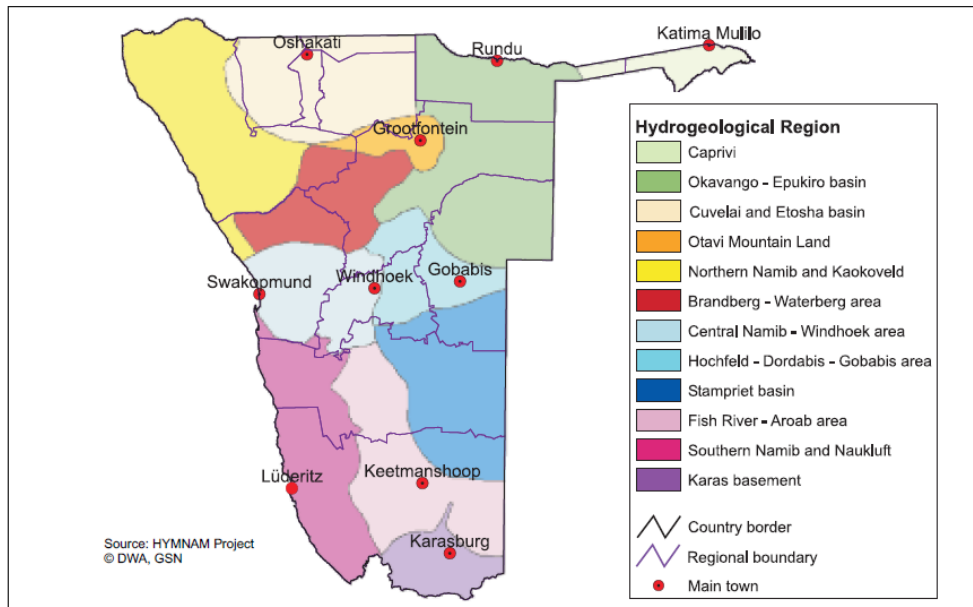 Oshakati
Rundu
Katima Mulilo
Grootfontein
Swakopmund
Windhoek
Gobabis
Lüderitz
Keetmanshoop
Karasburg
Source: HYMNAM Project
© DWA, GSN
Hydrogeological Region
Caprivi
Okavango - Epukiro basin
Cuvelai and Etosha basin
Otavi Mountain Land
Northern Namib and Kaokoveld
Brandberg - Waterberg area
Central Namib - Windhoek area
Hochfeld - Dordabis - Gobabis area
Stampriet basin
Fish River - Aroab area
Southern Namib and Naukluft
Karas basement
Country border
Regional boundary
Main town